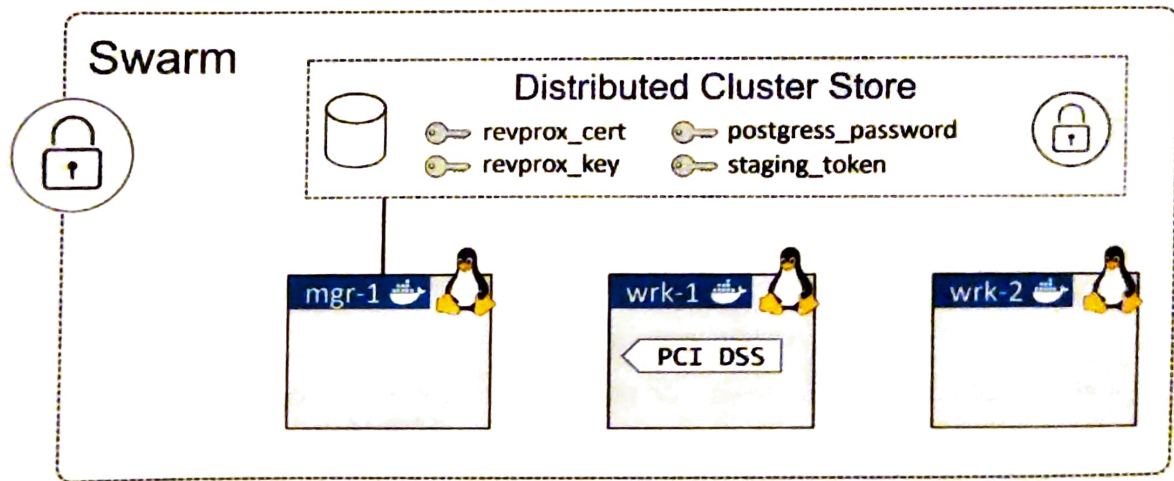 Swarm
Distributed Cluster Store
revprox_cert postgress_password
revprox_key staging_token
mgr-1 wrk-1 wrk-2
PCI DSS